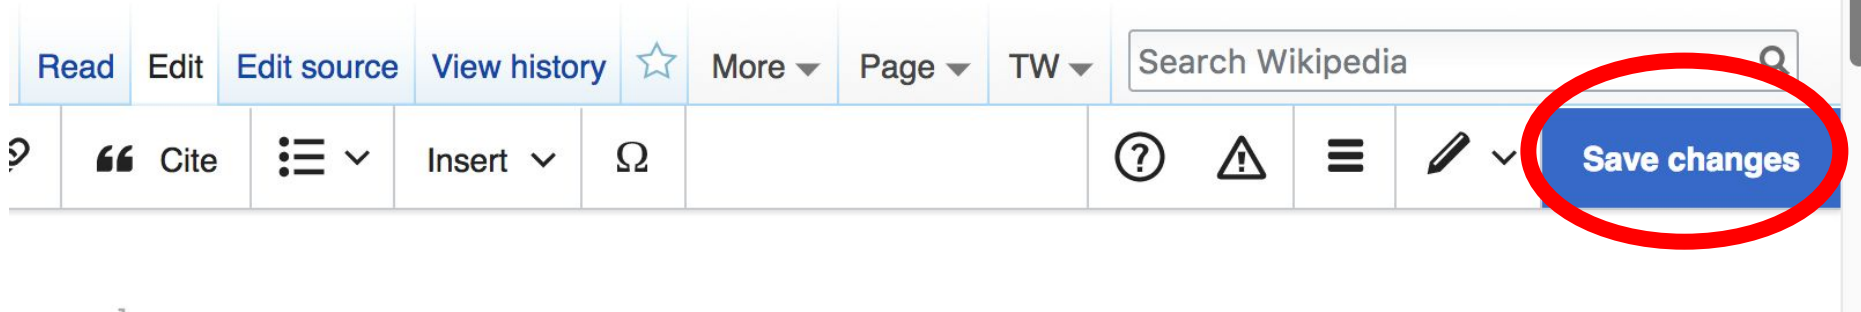 Read Edit Edit source View history More Page TW Search Wikipedia
Cite Insert Ω Save changes